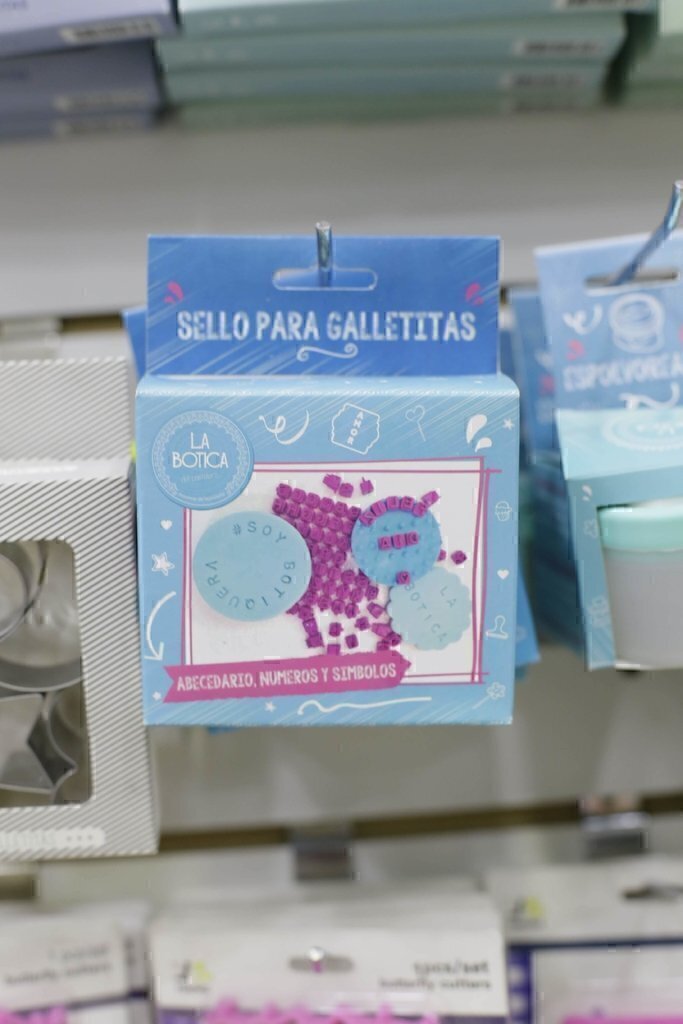 SELLO PARA GALLETITAS
LA
BOTICA
AMOR
#SOY
BOTIQUERA
LA
BOTICA
ABECEDARIO, NUMEROS Y SIMBOLOS
ESPOLVOREA
butterfly cutters
butterfly cutters